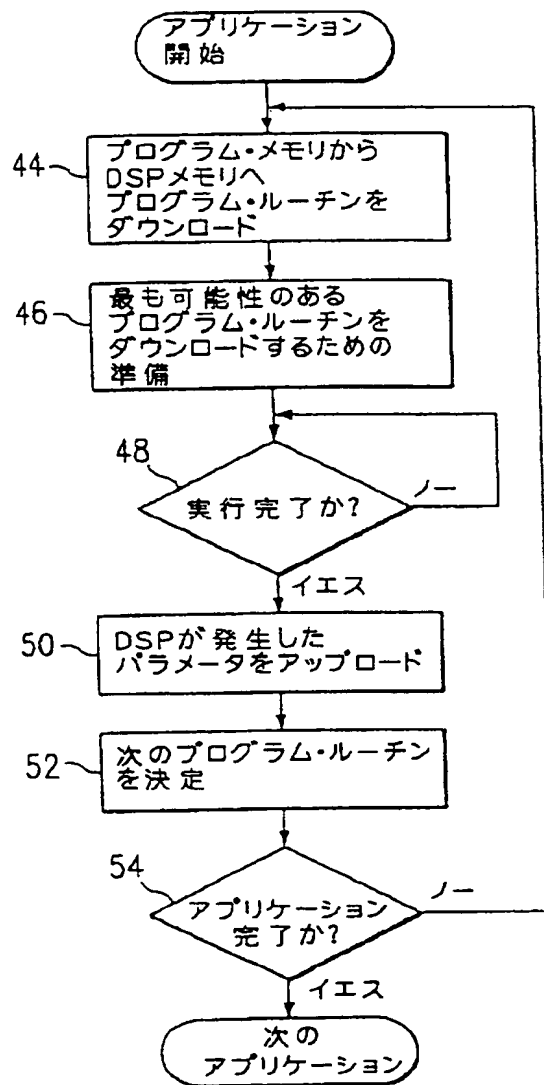 アプリケーション
開始
44
プログラム・メモリから
DSPメモリへ
プログラム・ルーチンを
ダウンロード
46
最も可能性のある
プログラム・ルーチンを
ダウンロードするための
準備
48
実行完了か?
ノー
イエス
50
DSPが発生した
パラメータをアップロード
52
次のプログラム・ルーチン
を決定
54
アプリケーション
完了か?
ノー
イエス
次の
アプリケーション